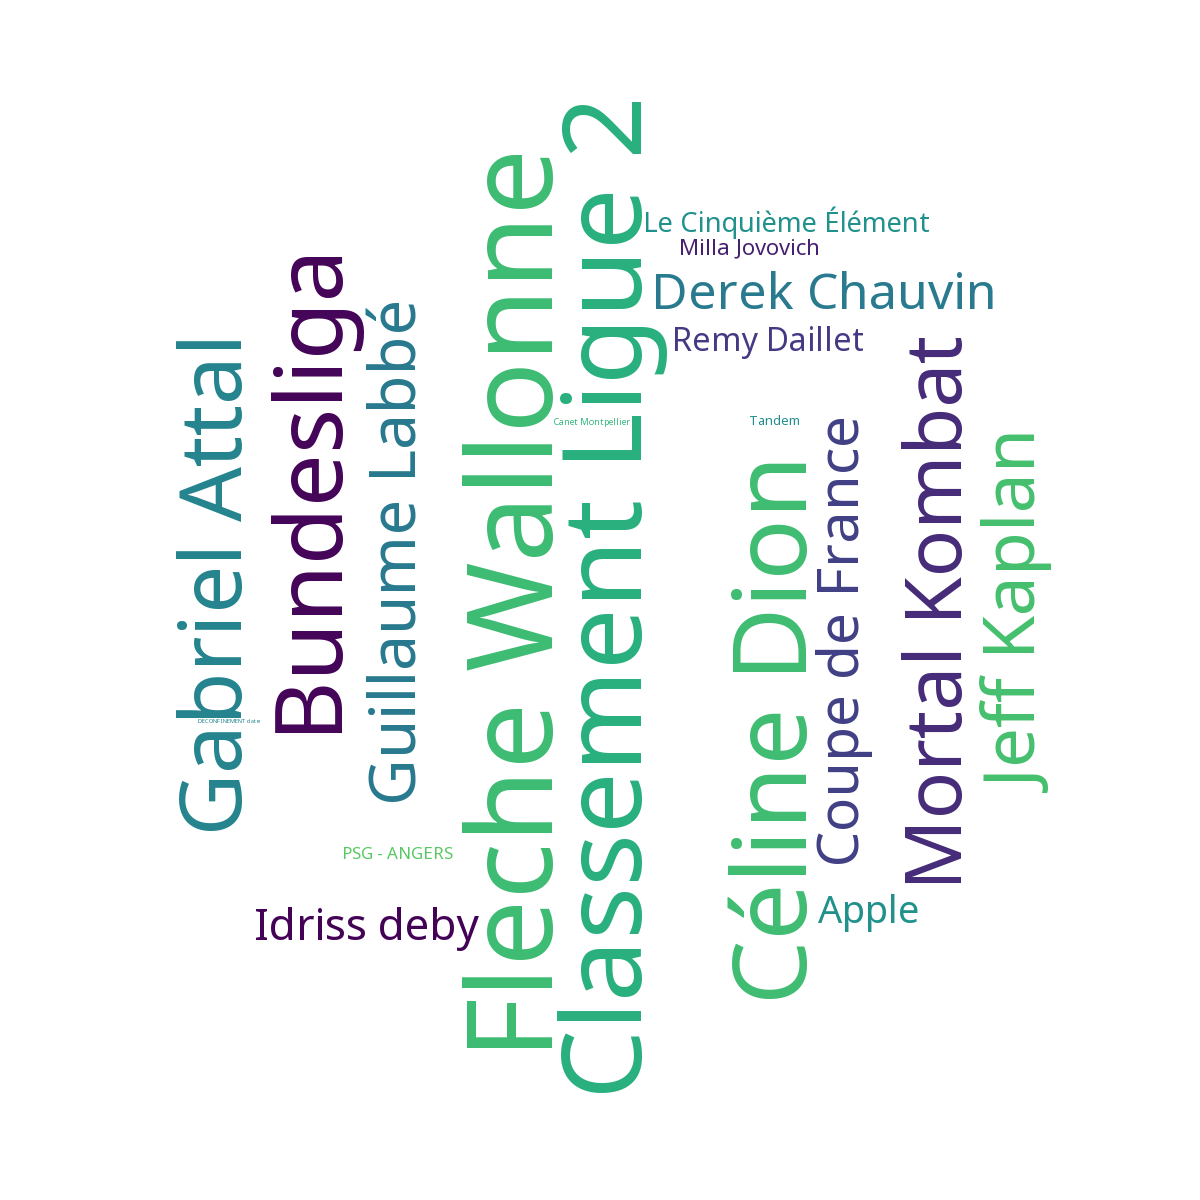 Gabriel Attal
Bundesliga
Guillaume Labbé
Fleche Wallonne
Classement Ligue 2
Le Cinquième Élément
Milla Jovovich
Derek Chauvin
Remy Daillet
Canet Montpellier
Tandem
Céline Dion
Coupe de France
Mortal Kombat
Jeff Kaplan
DECONFINEMENT date
PSG - ANGERS
Idriss deby
Apple